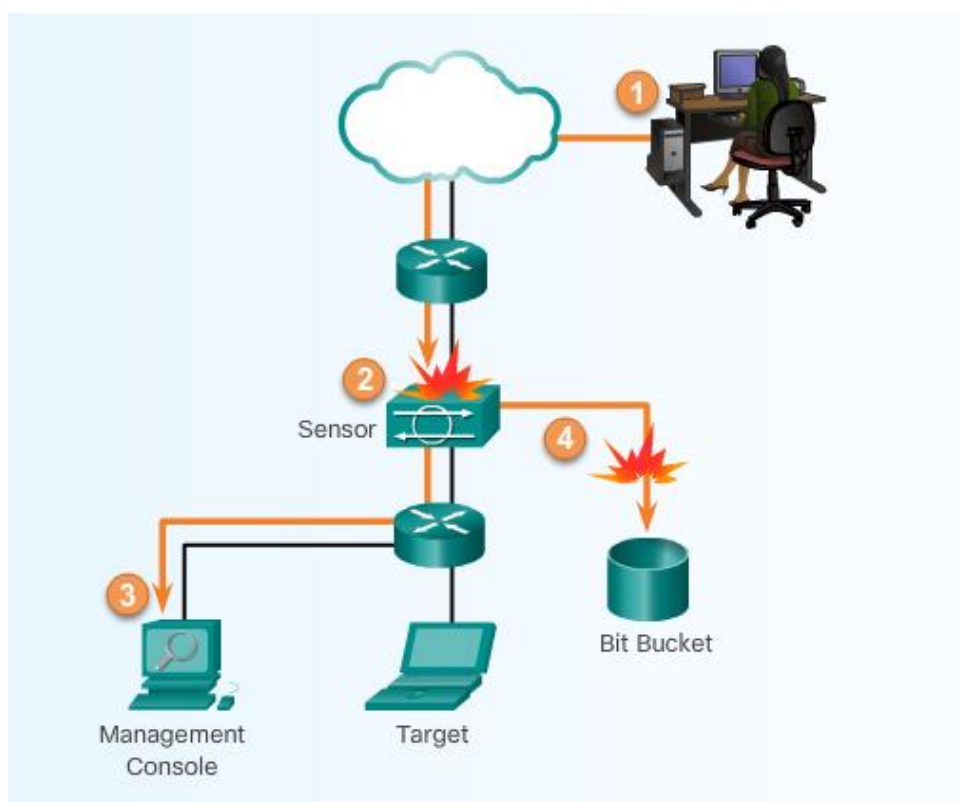 1
2
Sensor
4
3
Bit Bucket
Management
Console
Target